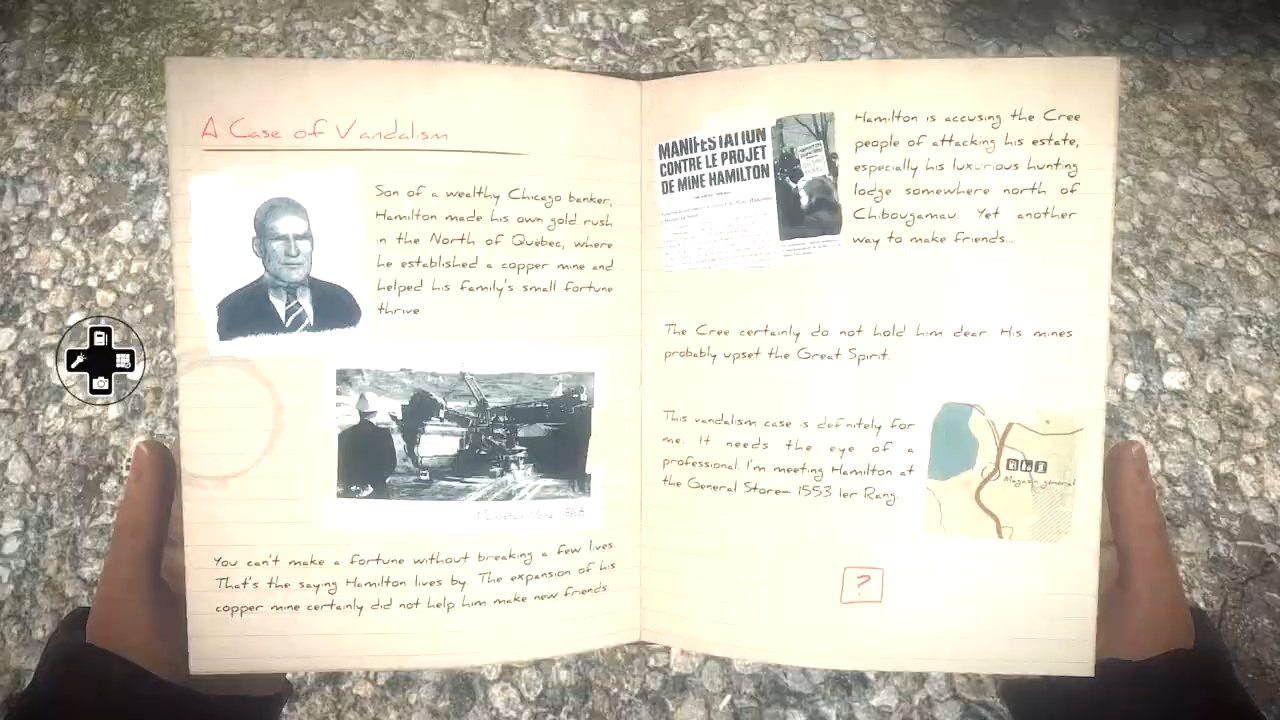 A Case of Vandalism
Son of a wealthy Chicago banker,
Hamilton made his own gold rush
in the North of Québec, where
he established a copper mine and
helped his family's small fortune
thrive.
You can't make a fortune without breaking a few lives.
That's the saying Hamilton lives by. The expansion of his
copper mine certainly did not help him make new friends.
MANIFESTATION
CONTRE LE PROJET
DE MINE HAMILTON
Hamilton is accusing the Cree
people of attacking his estate,
especially his luxurious hunting
lodge somewhere north of
Chibougamau. Yet another
way to make friends...
The Cree certainly do not hold him dear. His mines
probably upset the Great Spirit.
This vandalism case is definitely for
me. It needs the eye of a
professional. I'm meeting Hamilton at
the General Store- 1553 1er Rang.
Magasin général
?